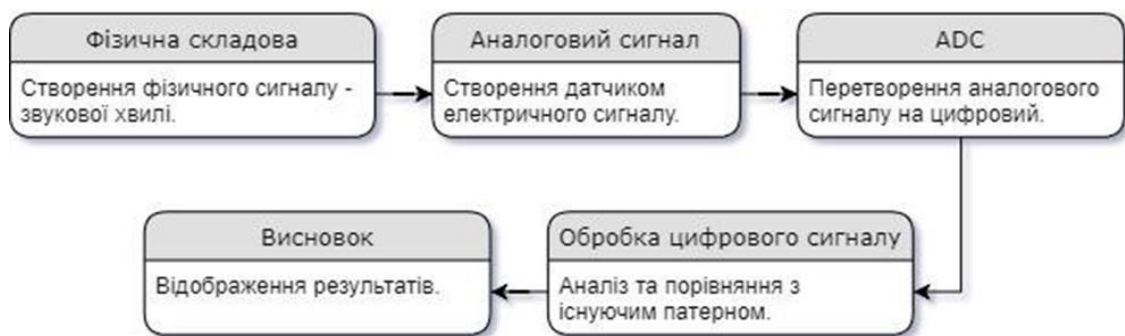 Фізична складова
Створення фізичного сигналу -
звукової хвилі.
Аналоговий сигнал
Створення датчиком
електричного сигналу.
ADC
Перетворення аналогового
сигналу на цифровий.
Обробка цифрового сигналу
Аналіз та порівняння з
існуючим патерном.
Висновок
Відображення результатів.